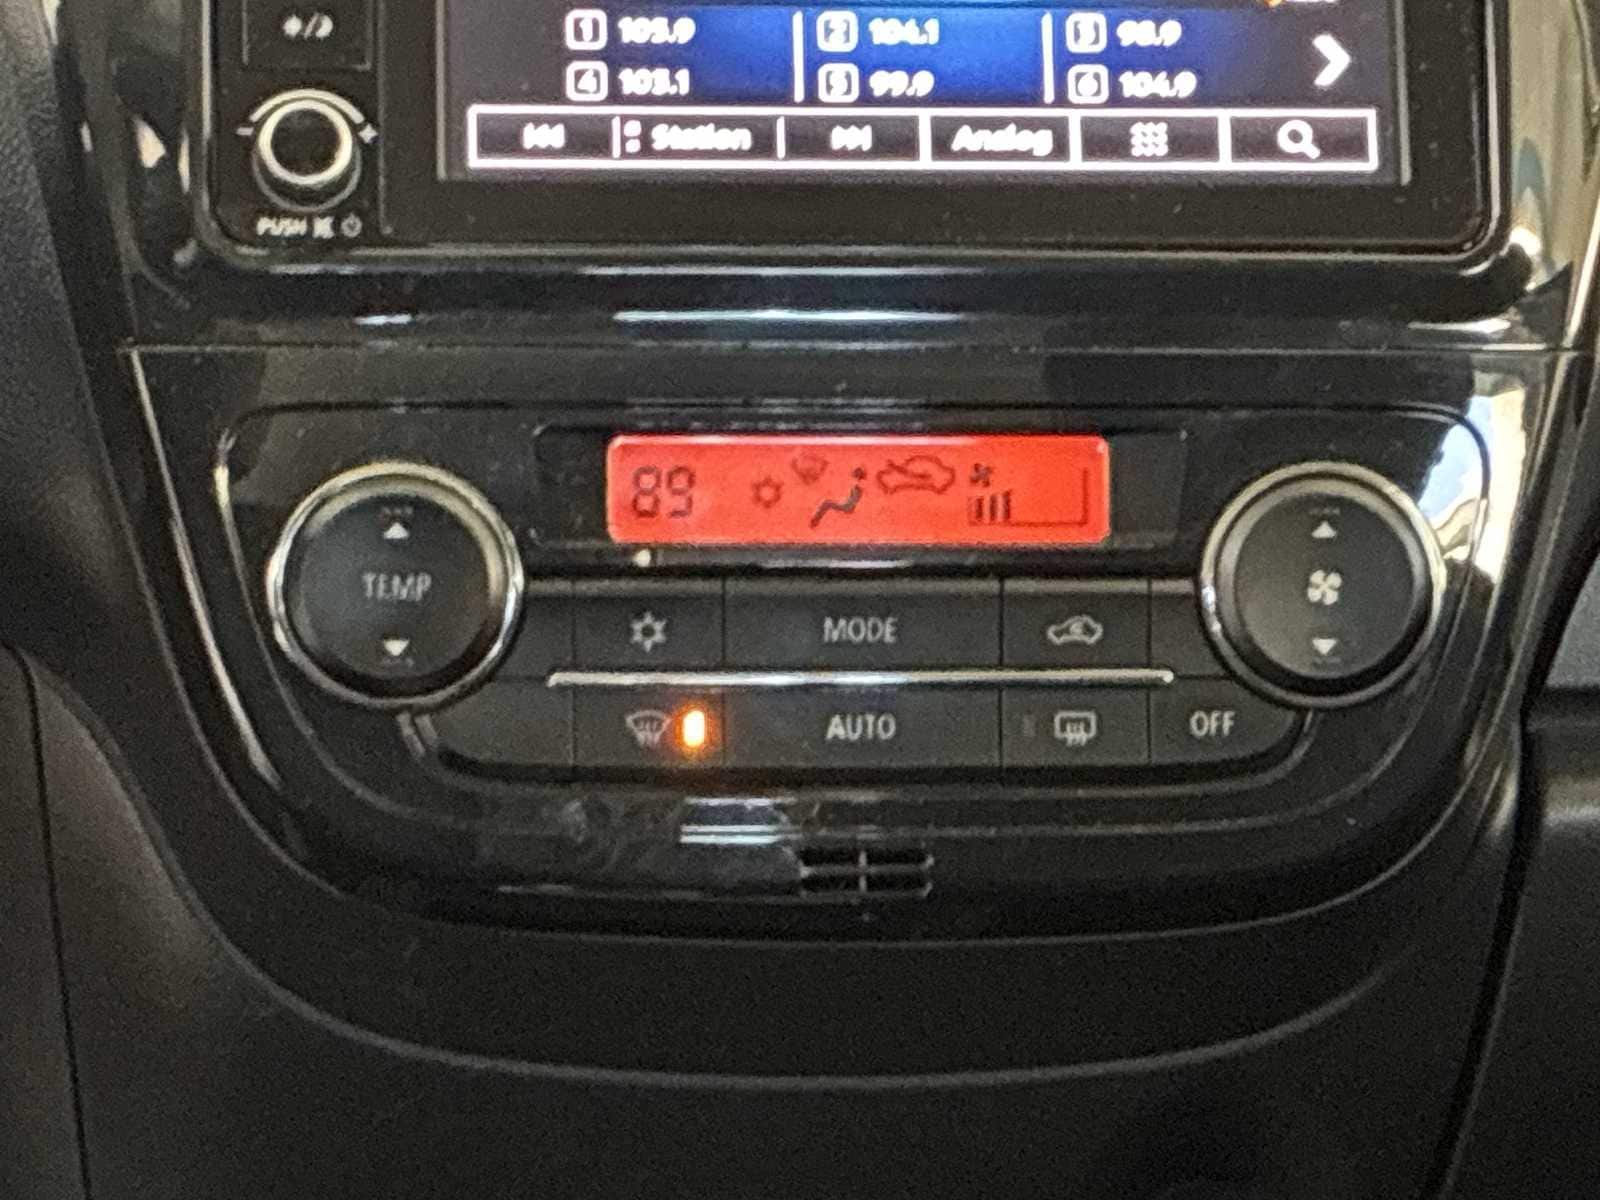 1 105.9 2 104.1 3 98.9
4 103.1 5 99.9 6 104.9
Station Analog
PUSH
89
TEMP
MODE
AUTO
OFF